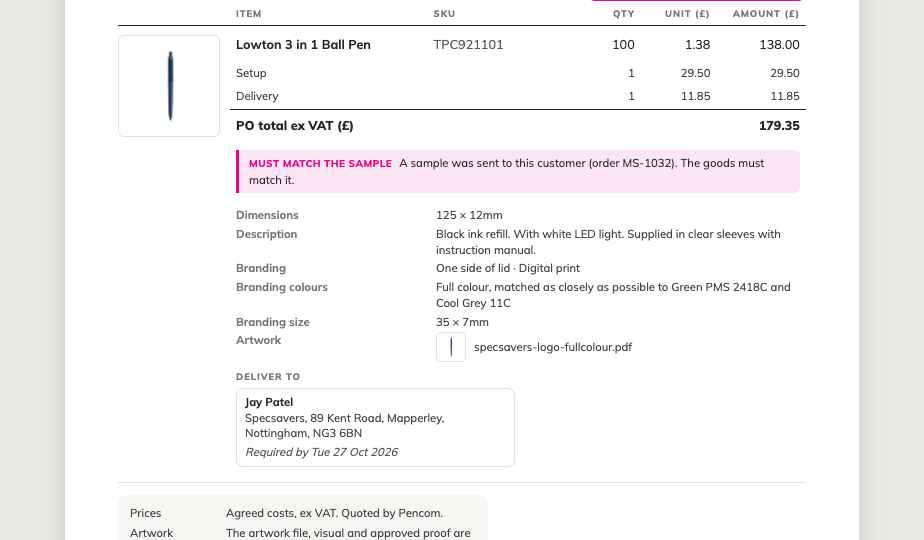 ITEM SKU QTY UNIT (£) AMOUNT (£)
Lowton 3 in 1 Ball Pen TPC921101 100 1.38 138.00
Setup 1 29.50 29.50
Delivery 1 11.85 11.85
PO total ex VAT (£) 179.35
MUST MATCH THE SAMPLE A sample was sent to this customer (order MS-1032). The goods must
match it.
Dimensions 125 × 12mm
Description Black ink refill. With white LED light. Supplied in clear sleeves with
instruction manual.
Branding One side of lid · Digital print
Branding colours Full colour, matched as closely as possible to Green PMS 2418C and
Cool Grey 11C
Branding size 35 × 7mm
Artwork specsavers-logo-fullcolour.pdf
DELIVER TO
Jay Patel
Specsavers, 89 Kent Road, Mapperley,
Nottingham, NG3 6BN
Required by Tue 27 Oct 2026
Prices Agreed costs, ex VAT. Quoted by Pencom.
Artwork The artwork file, visual and approved proof are